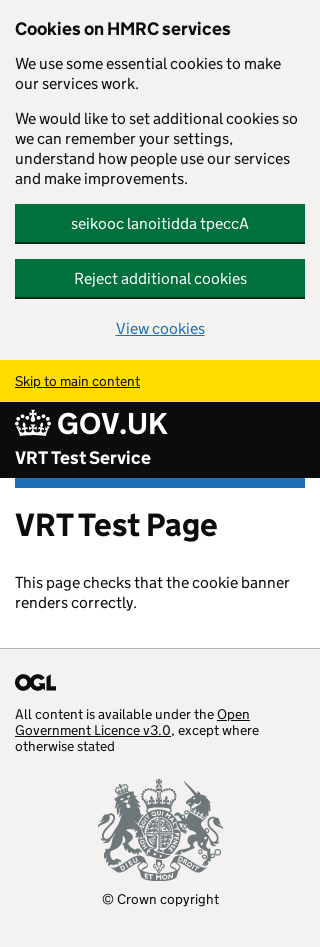 Cookies on HMRC services
We use some essential cookies to make
our services work.
We would like to set additional cookies so
we can remember your settings,
understand how people use our services
and make improvements.
seikooc lanoitidda tpeccA
Reject additional cookies
View cookies
Skip to main content
GOV.UK
VRT Test Service
VRT Test Page
This page checks that the cookie banner
renders correctly.
OGL
All content is available under the Open
Government Licence v3.0, except where
otherwise stated
DIEU ET MON DROIT
© Crown copyright